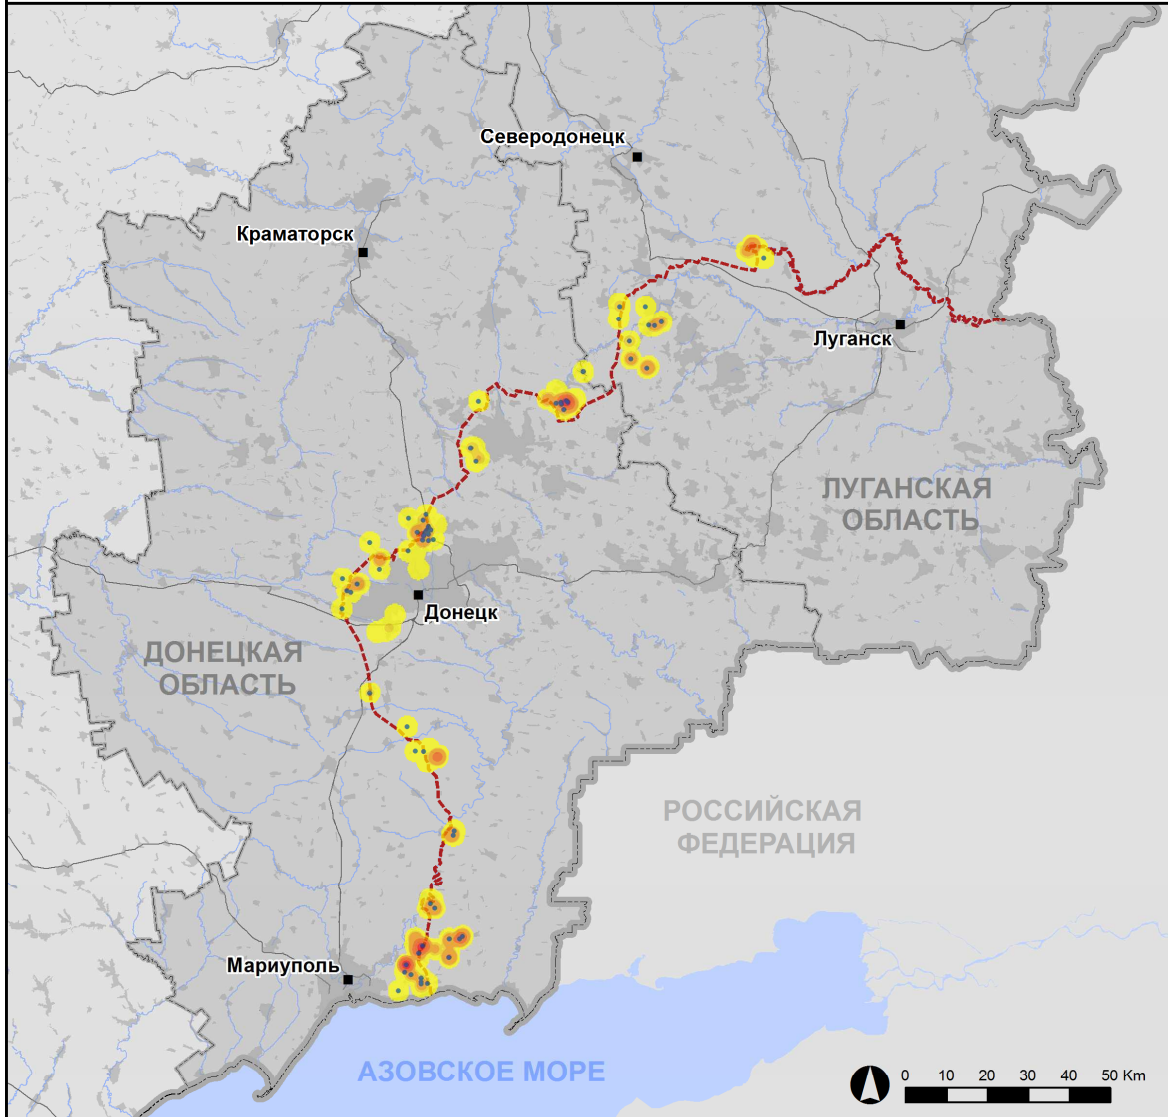 Северодонецк
Краматорск
Луганск
ЛУГАНСКАЯ
ОБЛАСТЬ
Донецк
ДОНЕЦКАЯ
ОБЛАСТЬ
РОССИЙСКАЯ
ФЕДЕРАЦИЯ
Мариуполь
АЗОВСКОЕ МОРЕ
0 10 20 30 40 50 Km